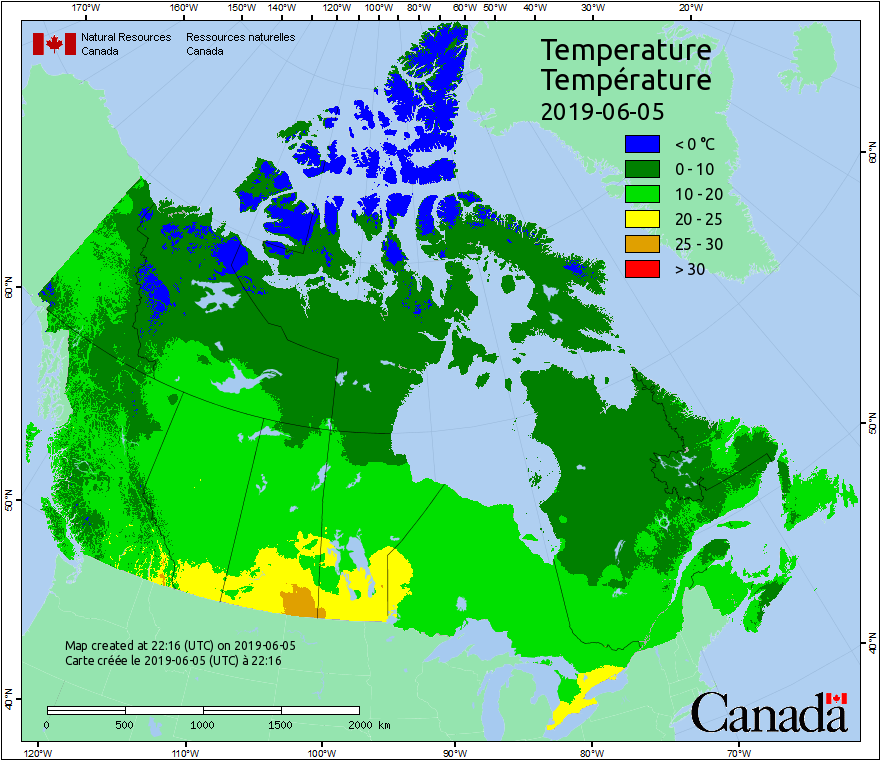 170°W 160°W 150°W 140°W 130°W 120°W 110°W 100°W 80°W 60°W 50°W 40°W 30°W 20°W
Natural Resources Canada
Ressources naturelles Canada
Temperature
Température
2019-06-05
< 0 °C
0 - 10
10 - 20
20 - 25
25 - 30
> 30
60°N
50°N
40°N
60°N
50°N
40°N
Map created at 22:16 (UTC) on 2019-06-05
Carte créée le 2019-06-05 (UTC) à 22:16
0 500 1000 1500 2000 km
Canada
120°W 110°W 100°W 90°W 80°W 70°W